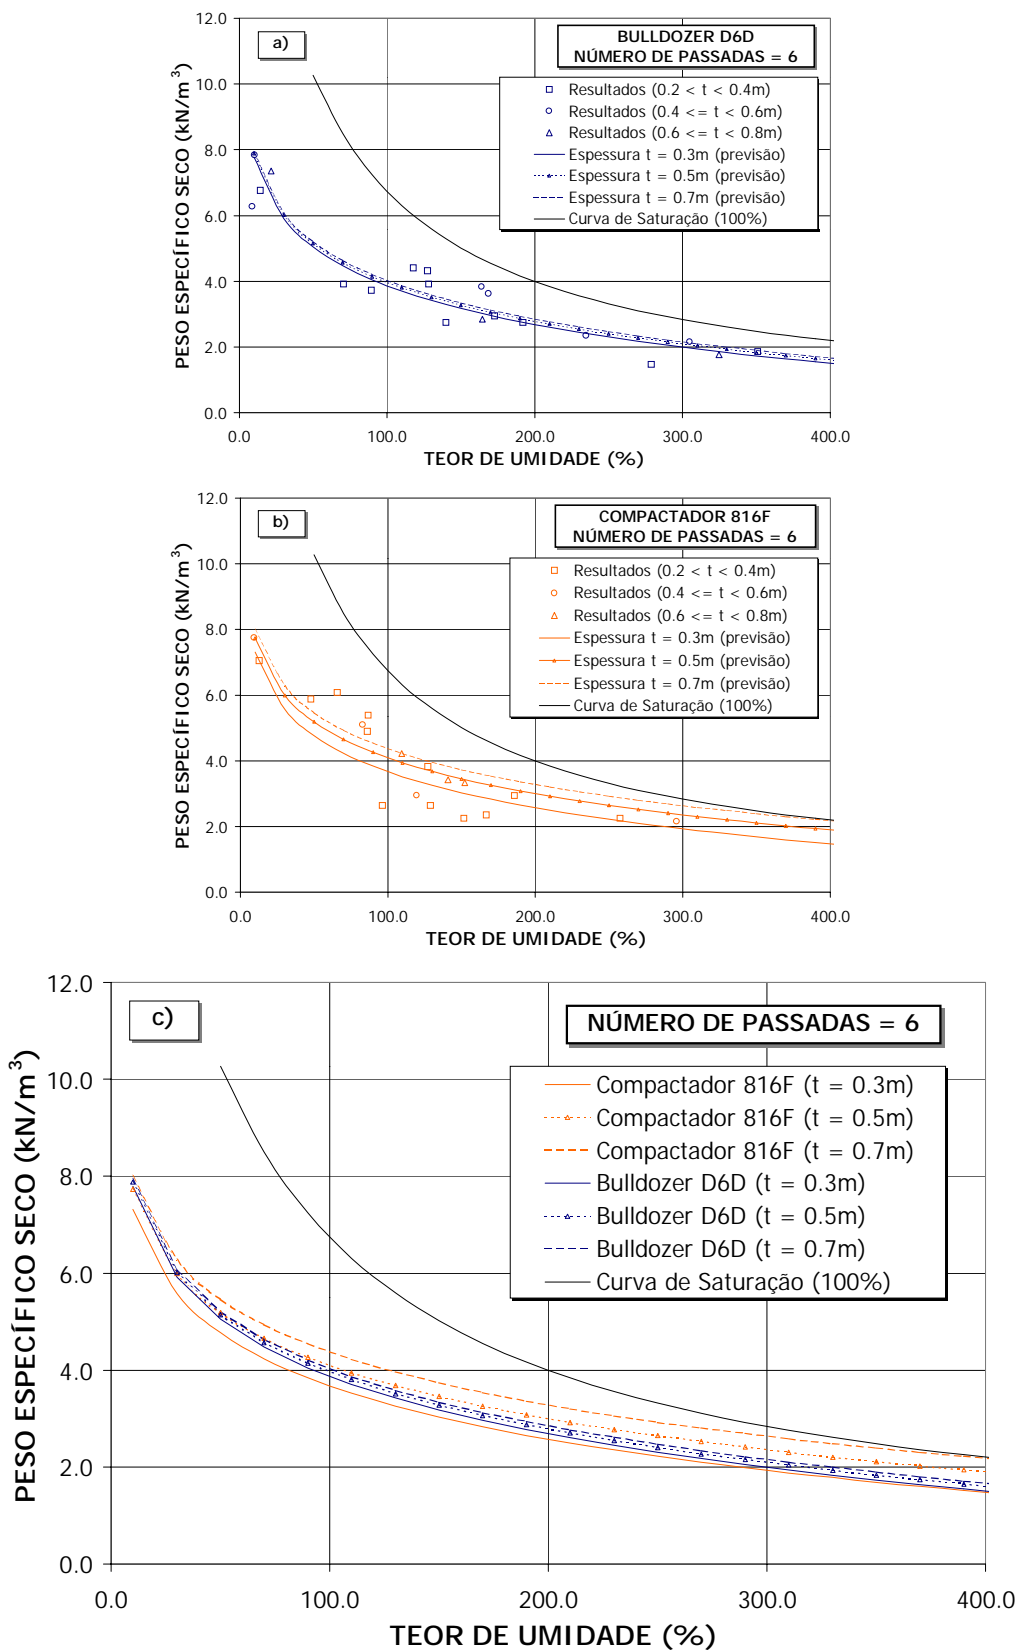 a)
BULLDOZER D6D
NÚMERO DE PASSADAS = 6
Resultados (0.2 < t < 0.4m)
Resultados (0.4 <= t < 0.6m)
Resultados (0.6 <= t < 0.8m)
Espessura t = 0.3m (previsão)
Espessura t = 0.5m (previsão)
Espessura t = 0.7m (previsão)
Curva de Saturação (100%)
PESO ESPECÍFICO SECO (kN/m³)
12.0
10.0
8.0
6.0
4.0
2.0
0.0
0.0 100.0 200.0 300.0 400.0
TEOR DE UMIDADE (%)
b)
COMPACTADOR 816F
NÚMERO DE PASSADAS = 6
Resultados (0.2 < t < 0.4m)
Resultados (0.4 <= t < 0.6m)
Resultados (0.6 <= t < 0.8m)
Espessura t = 0.3m (previsão)
Espessura t = 0.5m (previsão)
Espessura t = 0.7m (previsão)
Curva de Saturação (100%)
PESO ESPECÍFICO SECO (kN/m³)
12.0
10.0
8.0
6.0
4.0
2.0
0.0
0.0 100.0 200.0 300.0 400.0
TEOR DE UMIDADE (%)
c)
NÚMERO DE PASSADAS = 6
Compactador 816F (t = 0.3m)
Compactador 816F (t = 0.5m)
Compactador 816F (t = 0.7m)
Bulldozer D6D (t = 0.3m)
Bulldozer D6D (t = 0.5m)
Bulldozer D6D (t = 0.7m)
Curva de Saturação (100%)
PESO ESPECÍFICO SECO (kN/m³)
12.0
10.0
8.0
6.0
4.0
2.0
0.0
0.0 100.0 200.0 300.0 400.0
TEOR DE UMIDADE (%)